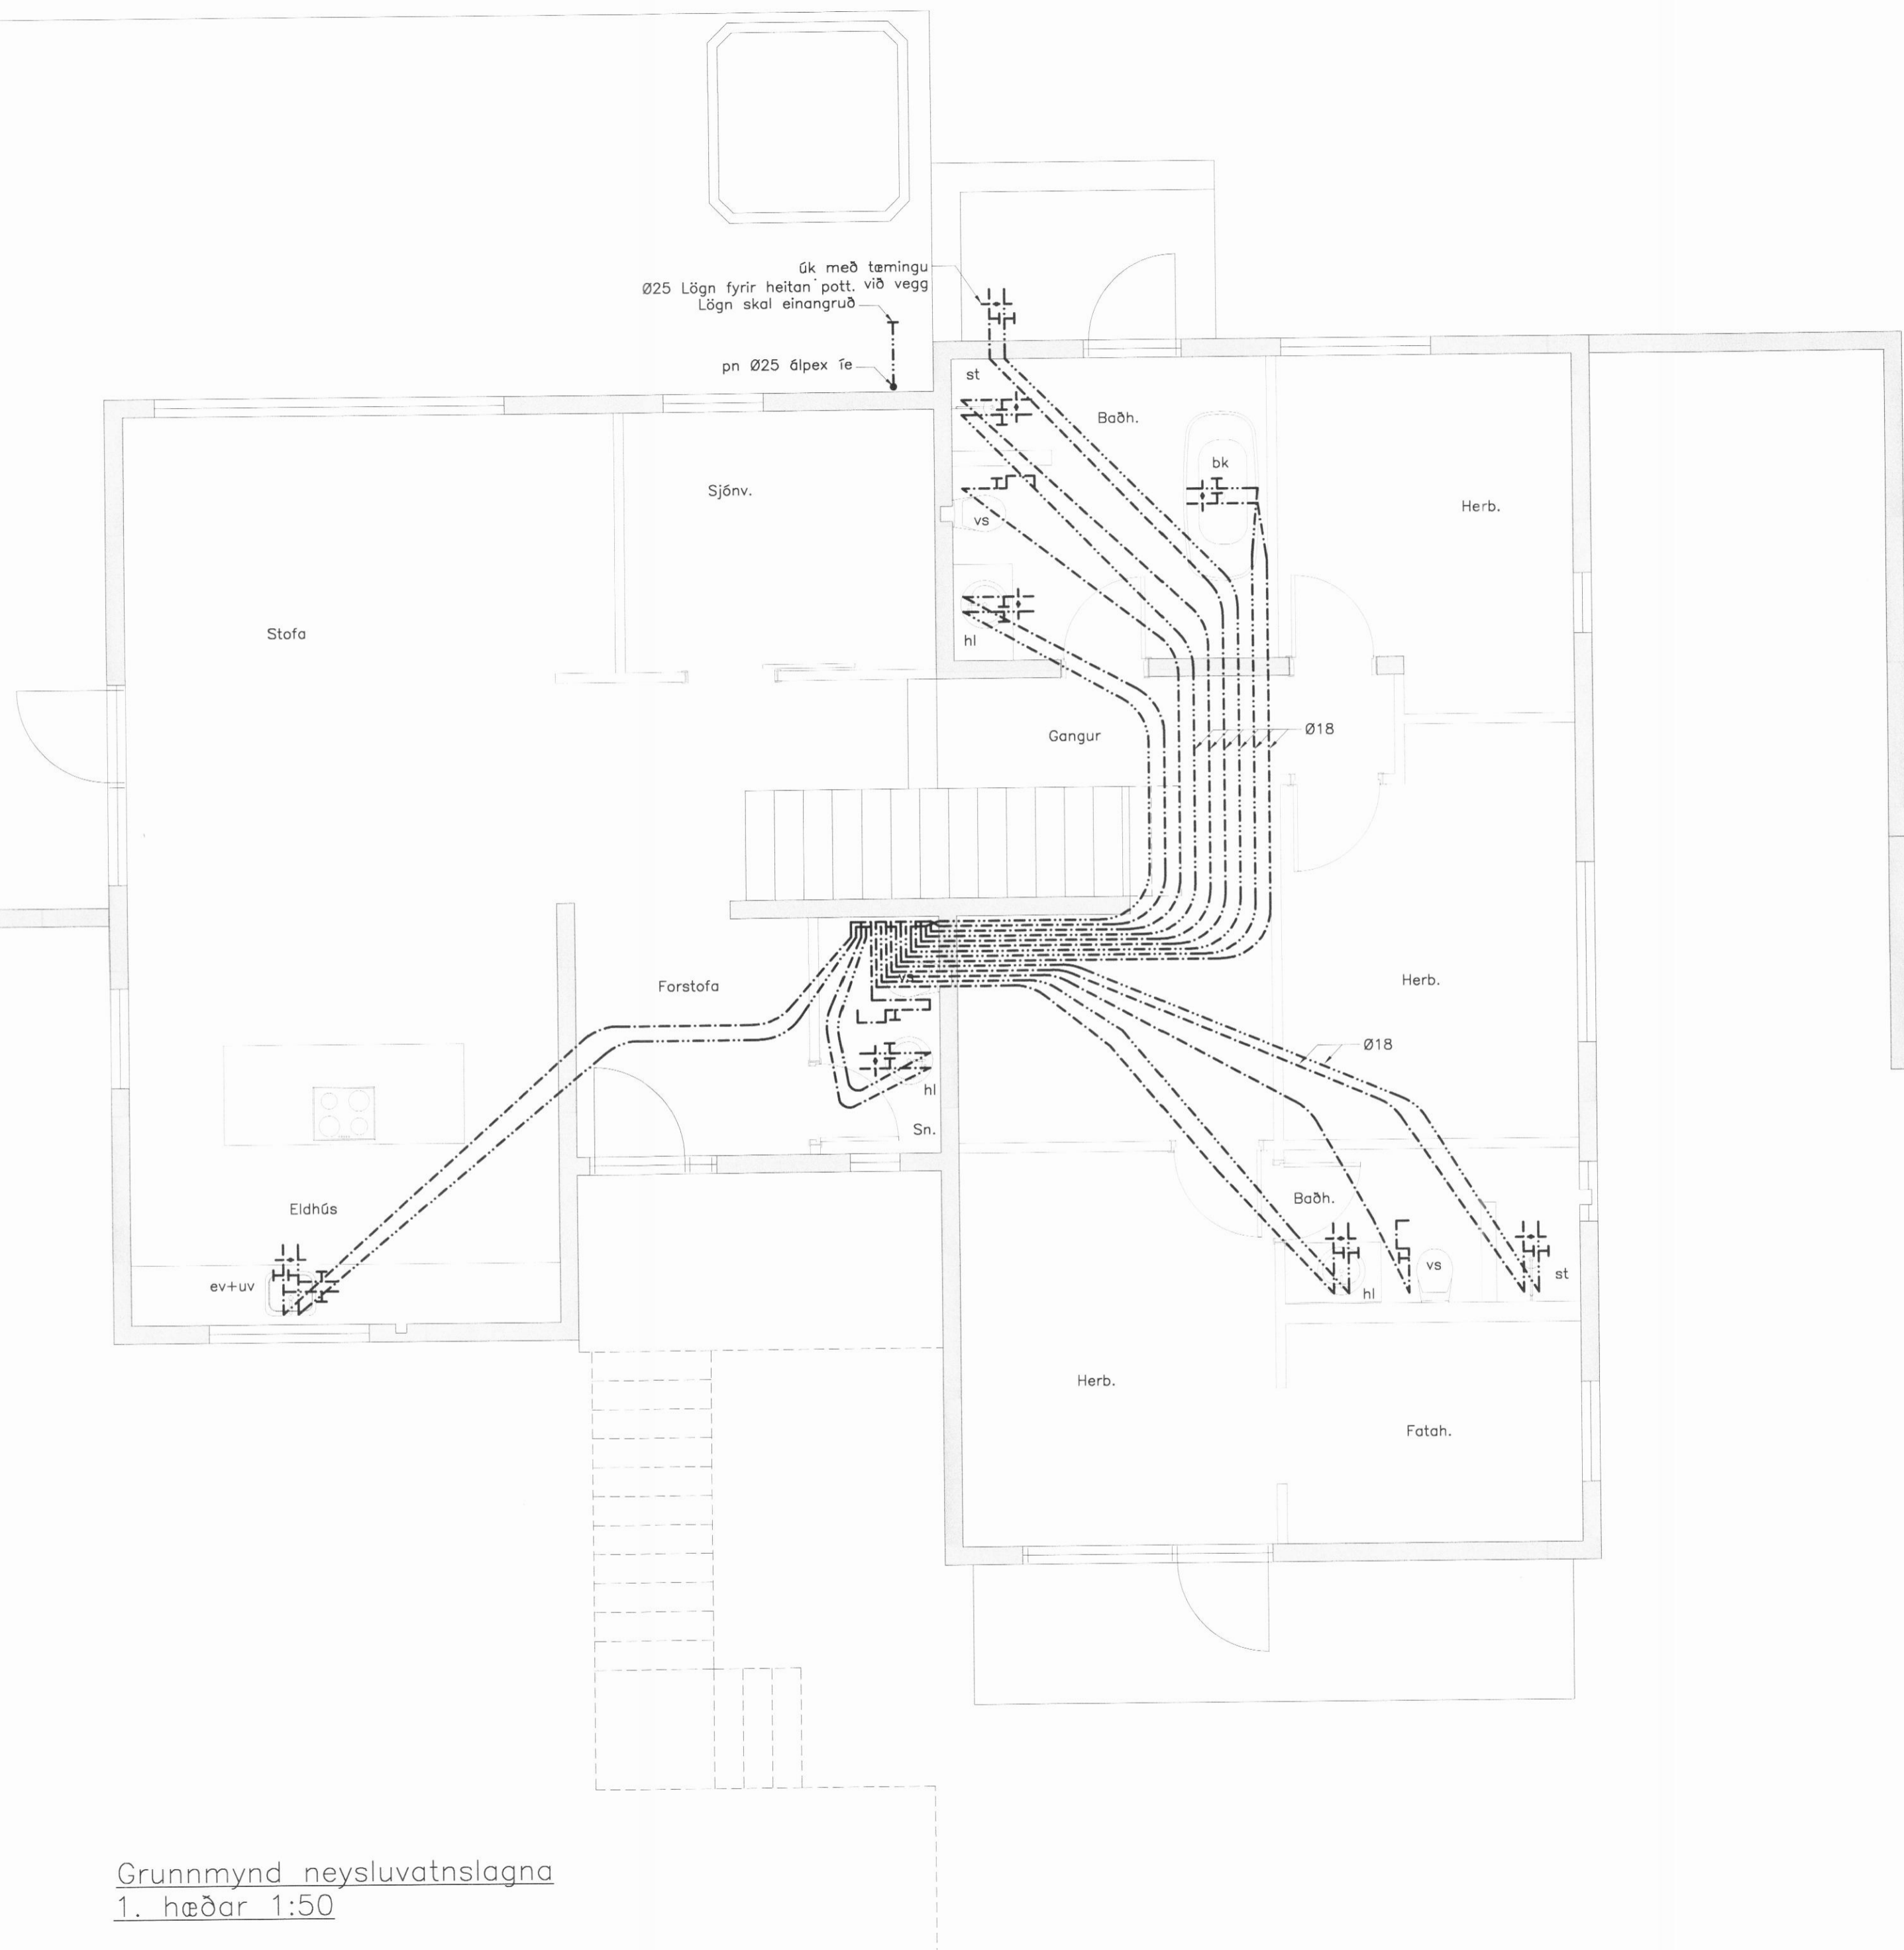 úk með tæmingu
Ø25 Lögn fyrir heitan pott. við vegg
Lögn skal einangruð
pn Ø25 álpex íe
st
Baðh.
bk
Sjónv.
Herb.
vs
Stofa
hl
Gangur
Ø18
Forstofa
vs
Herb.
Ø18
hl
Sn.
Baðh.
Eldhús
ev+uv
hl
vs
st
Herb.
Fatah.
Grunnmynd neysluvatnslagna
1. hæðar 1:50